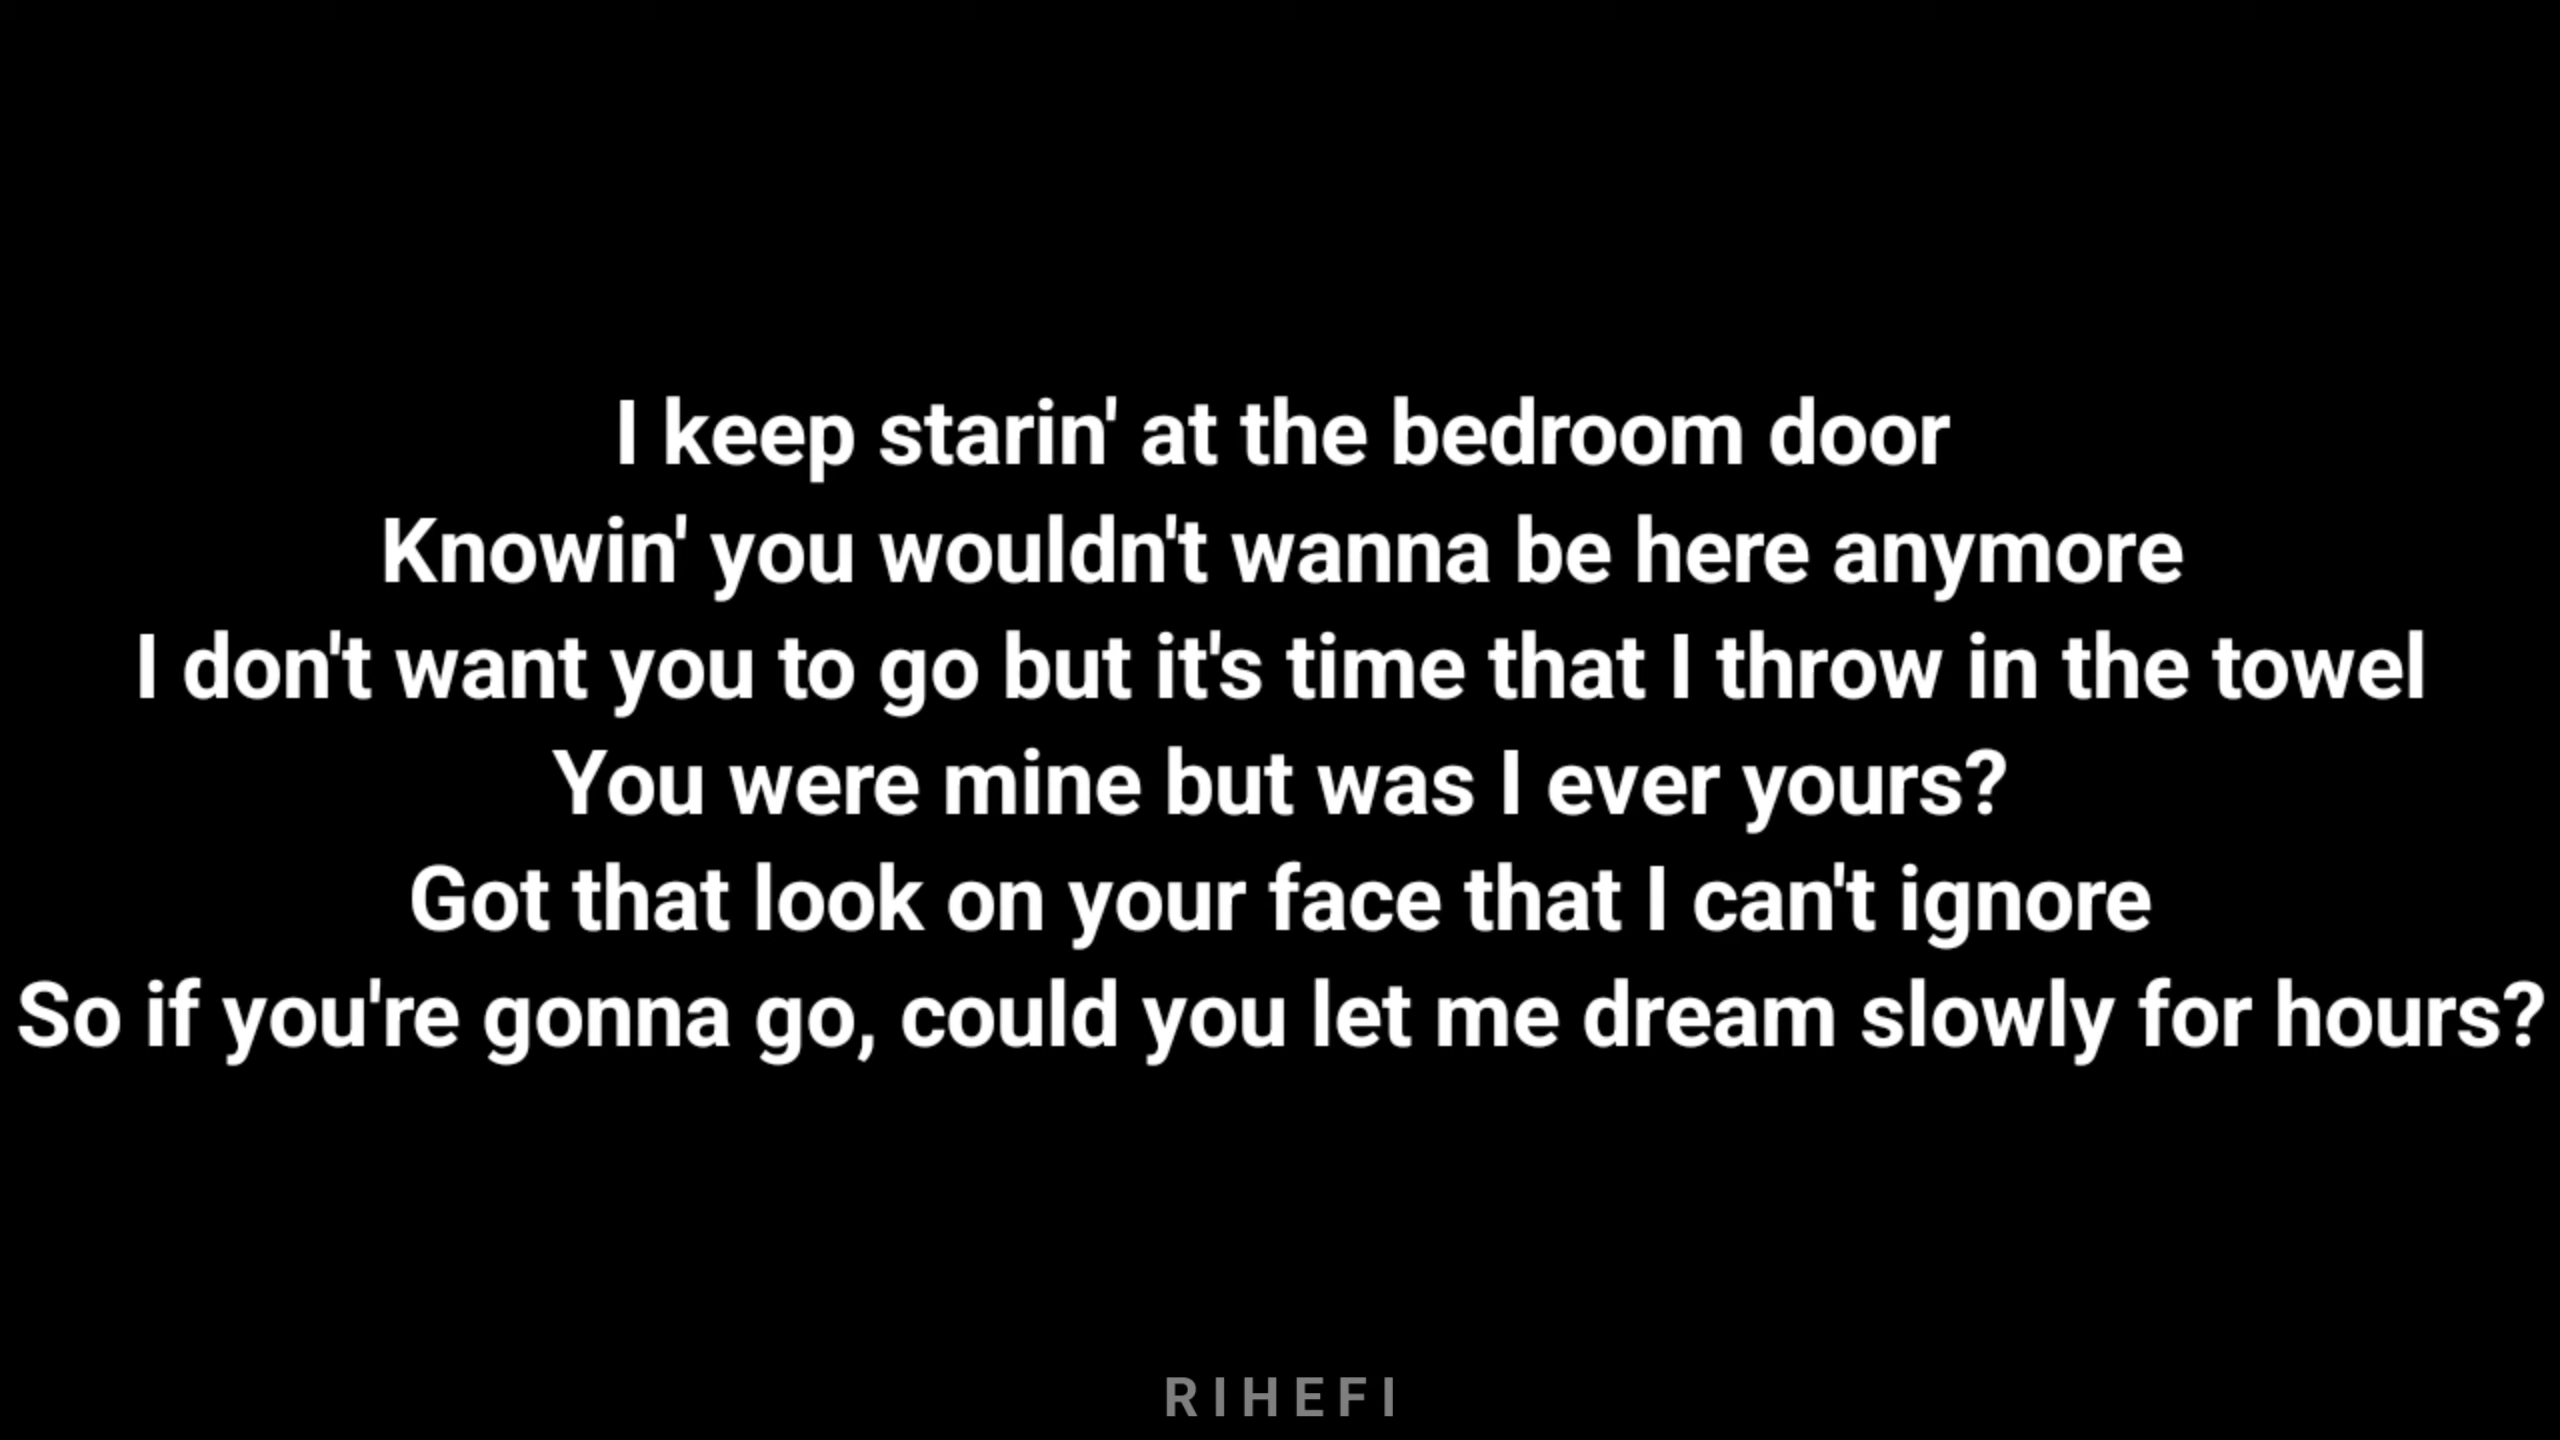 I keep starin' at the bedroom door
Knowin' you wouldn't wanna be here anymore
I don't want you to go but it's time that I throw in the towel
You were mine but was I ever yours?
Got that look on your face that I can't ignore
So if you're gonna go, could you let me dream slowly for hours?
RIHEFI